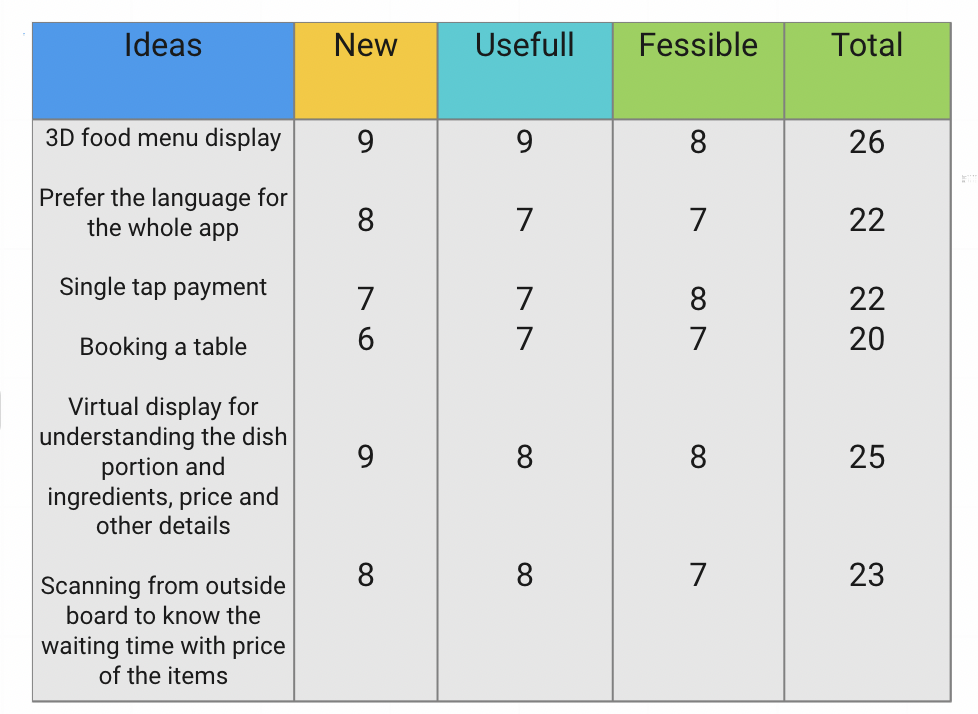 Ideas New Usefull Fessible Total
3D food menu display 9 9 8 26
Prefer the language for
the whole app 8 7 7 22
Single tap payment 7 7 8 22
Booking a table 6 7 7 20
Virtual display for
understanding the dish
portion and 9 8 8 25
ingredients, price and
other details
Scanning from outside 8 8 7 23
board to know the
waiting time with price
of the items